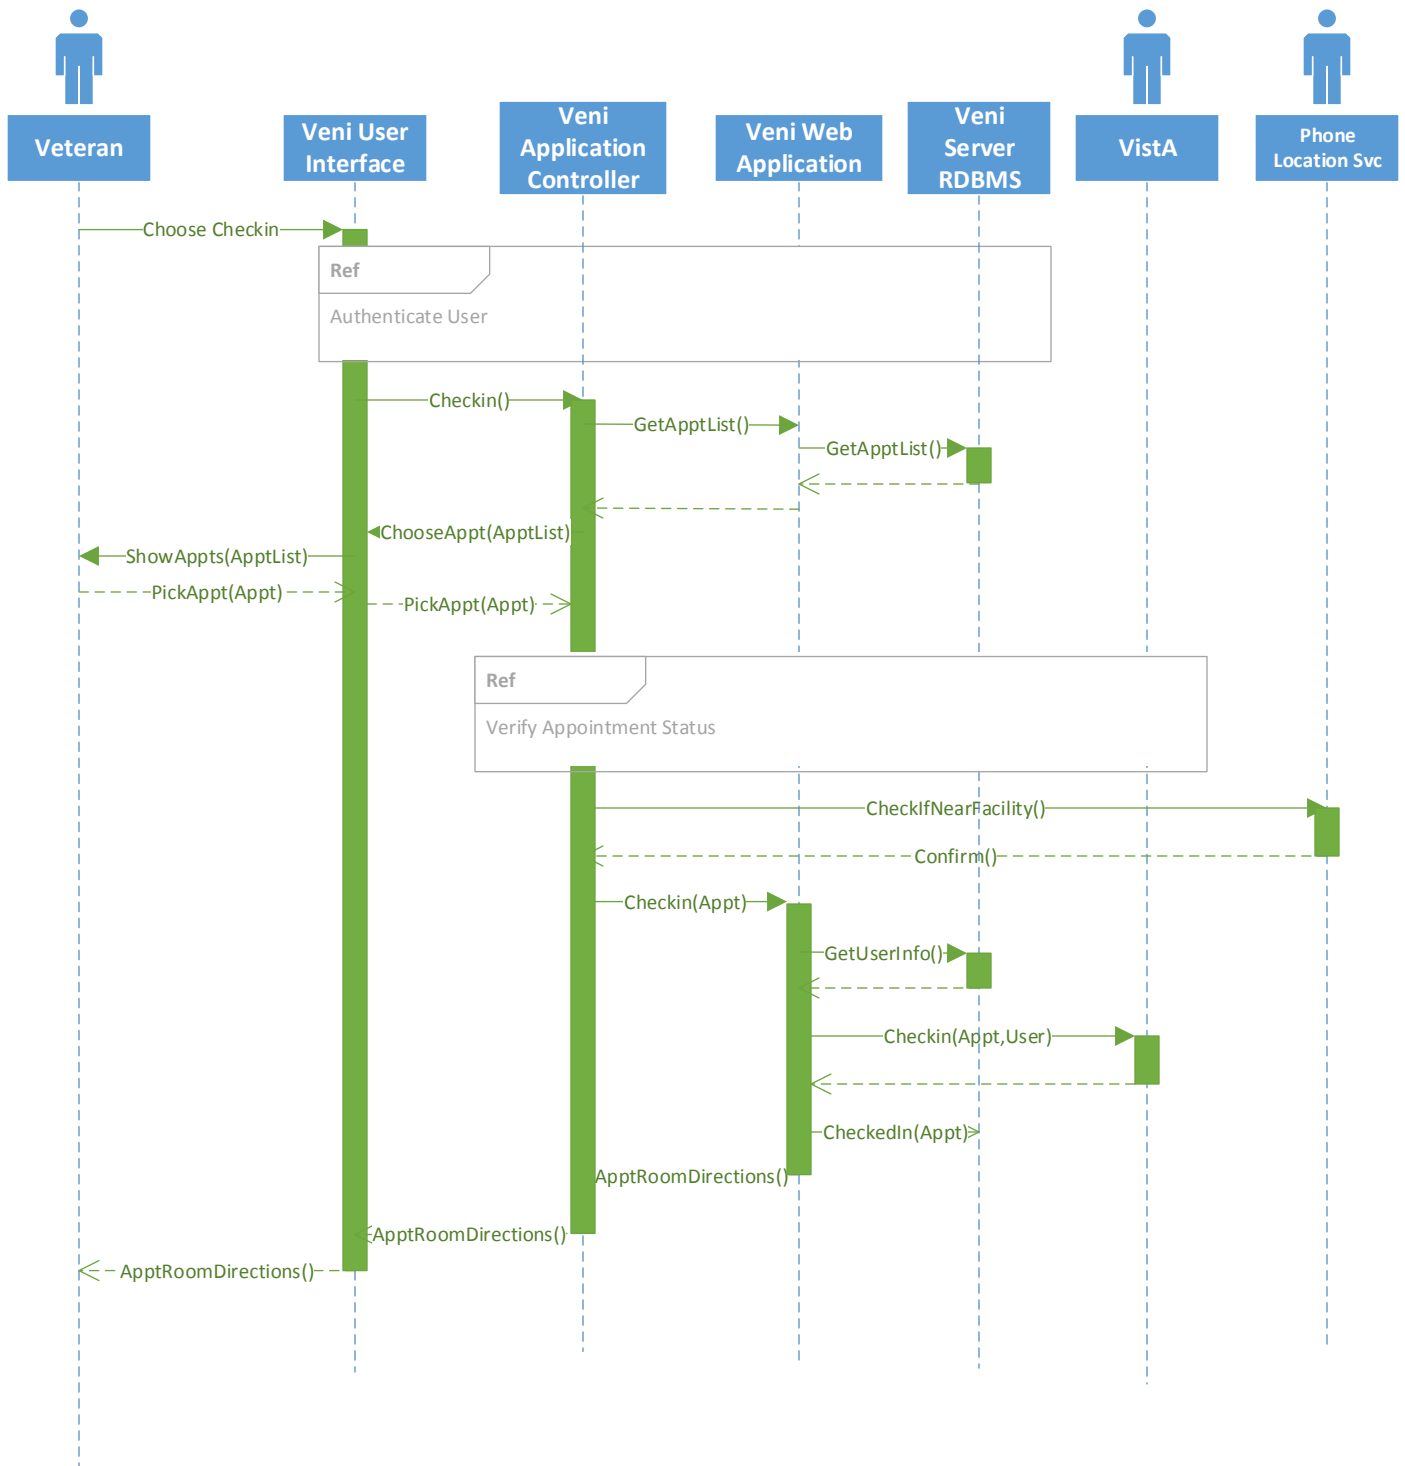 Veteran
Veni User
Interface
Veni
Application
Controller
Veni Web
Application
Veni
Server
RDBMS
VistA
Phone
Location Svc
Choose Checkin
Ref
Authenticate User
Checkin()
GetApptList()
GetApptList()
ChooseAppt(ApptList)
ShowAppts(ApptList)
PickAppt(Appt)
PickAppt(Appt)
Ref
Verify Appointment Status
CheckIfNearFacility()
Confirm()
Checkin(Appt)
GetUserInfo()
Checkin(Appt,User)
CheckedIn(Appt)
ApptRoomDirections()
ApptRoomDirections()
ApptRoomDirections()